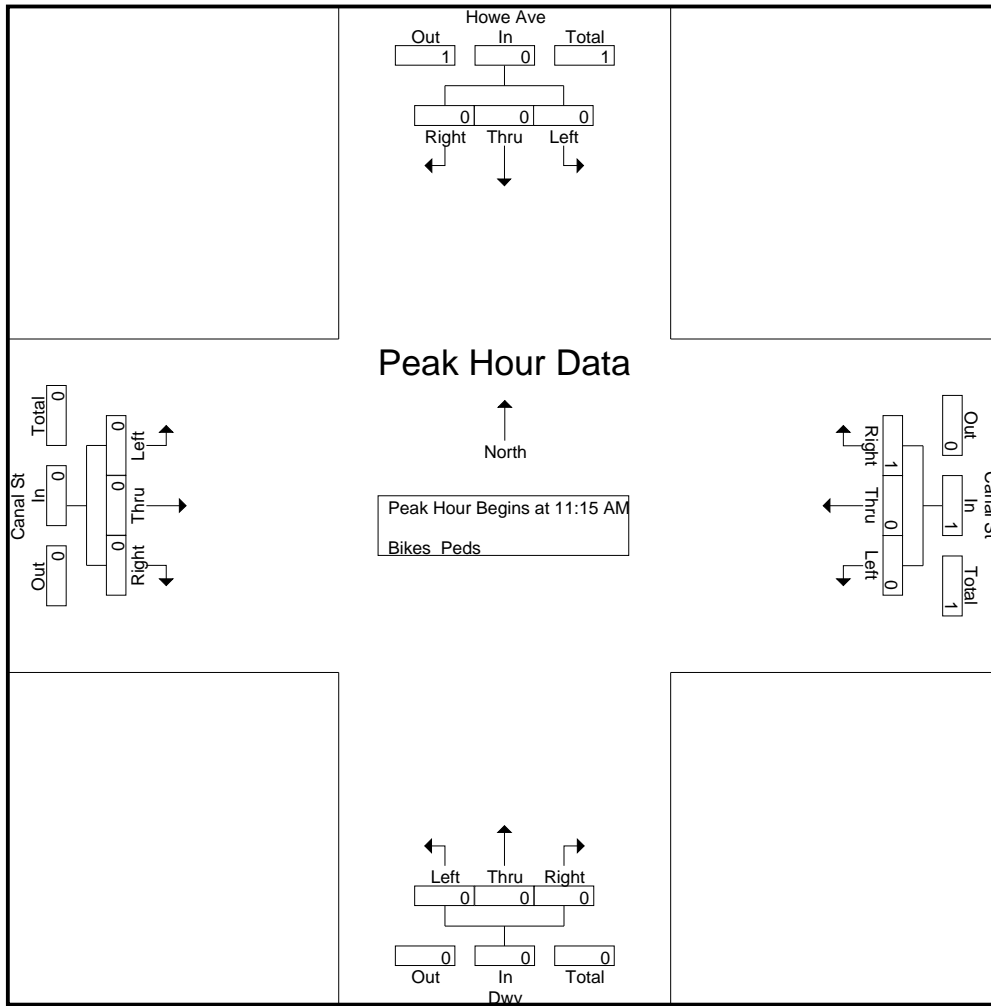 Howe Ave
Out In Total
1 0 1
0 0 0
Right Thru Left
Peak Hour Data
North
Peak Hour Begins at 11:15 AM
Bikes Peds
Canal St
Out In Total
0 0 0
0 0 0
Right Thru Left
Canal St
Out In Total
0 1 1
1 0 0
Right Thru Left
Left Thru Right
0 0 0
0 0 0
Out In Total
Dwy